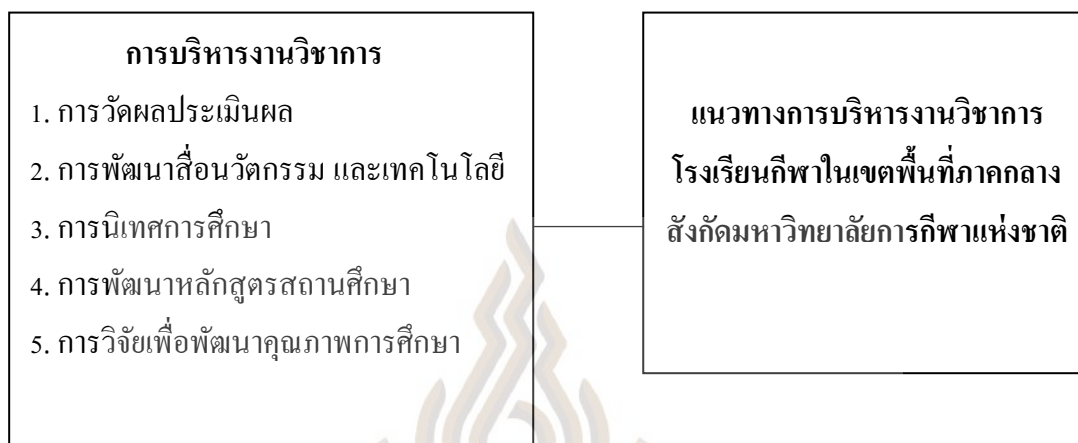 การบริหารงานวิชาการ
1. การวัดผลประเมินผล
2. การพัฒนาสื่อนวัตกรรม และเทคโนโลยี
3. การนิเทศการศึกษา
4. การพัฒนาหลักสูตรสถานศึกษา
5. การวิจัยเพื่อพัฒนาคุณภาพการศึกษา
แนวทางการบริหารงานวิชาการ
โรงเรียนกีฬาในเขตพื้นที่ภาคกลาง
สังกัดมหาวิทยาลัยการกีฬาแห่งชาติ